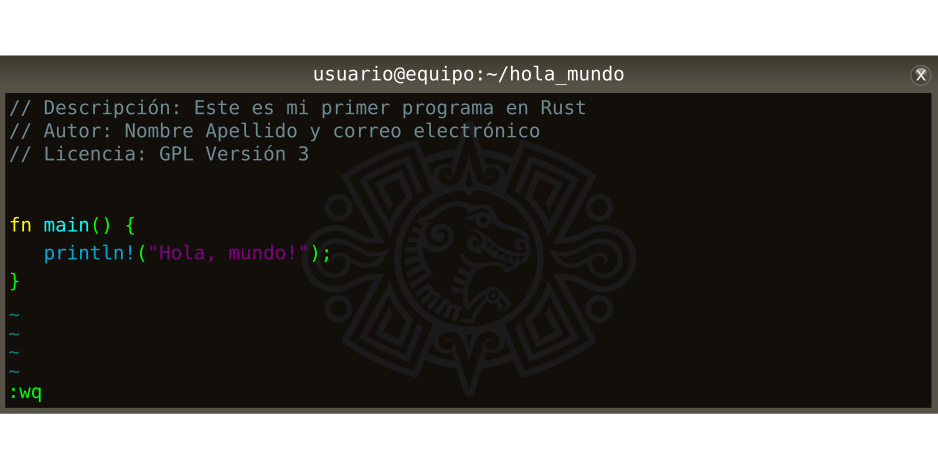 usuario@equipo:~/hola_mundo
X
// Descripción: Este es mi primer programa en Rust
// Autor: Nombre Apellido y correo electrónico
// Licencia: GPL Versión 3
fn main() {
   println!("Hola, mundo!");
}
~
~
~
~
:wq